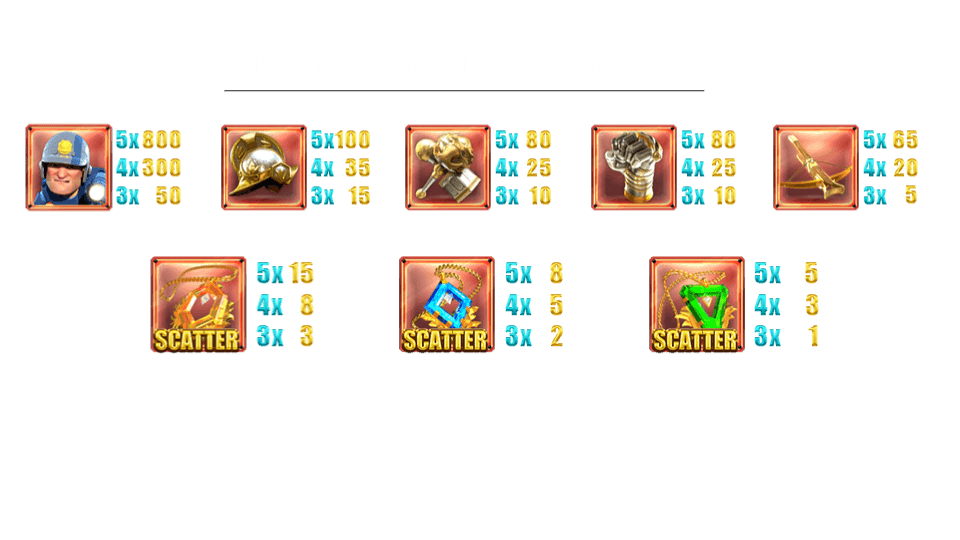 5x 800 5x 100 5x 80 5x 80 5x 65
4x 300 4x 35 4x 25 4x 25 4x 20
3x 50 3x 15 3x 10 3x 10 3x 5
5x 15 5x 8 5x 5
4x 8 4x 5 4x 3
SCATTER 3x 3 SCATTER 3x 2 SCATTER 3x 1